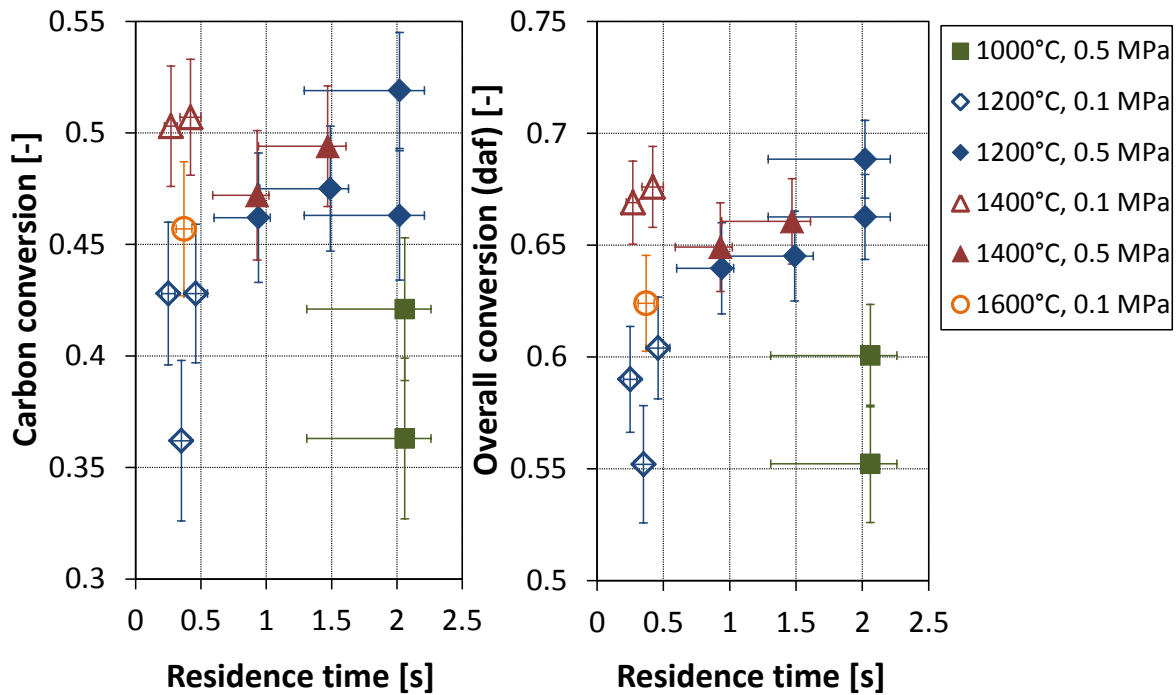 Carbon conversion [-]
0.55
0.5
0.45
0.4
0.35
0.3
0 0.5 1 1.5 2 2.5
Residence time [s]
Overall conversion (daf) [-]
0.75
0.7
0.65
0.6
0.55
0.5
0 0.5 1 1.5 2 2.5
Residence time [s]
1000°C, 0.5 MPa
1200°C, 0.1 MPa
1200°C, 0.5 MPa
1400°C, 0.1 MPa
1400°C, 0.5 MPa
1600°C, 0.1 MPa